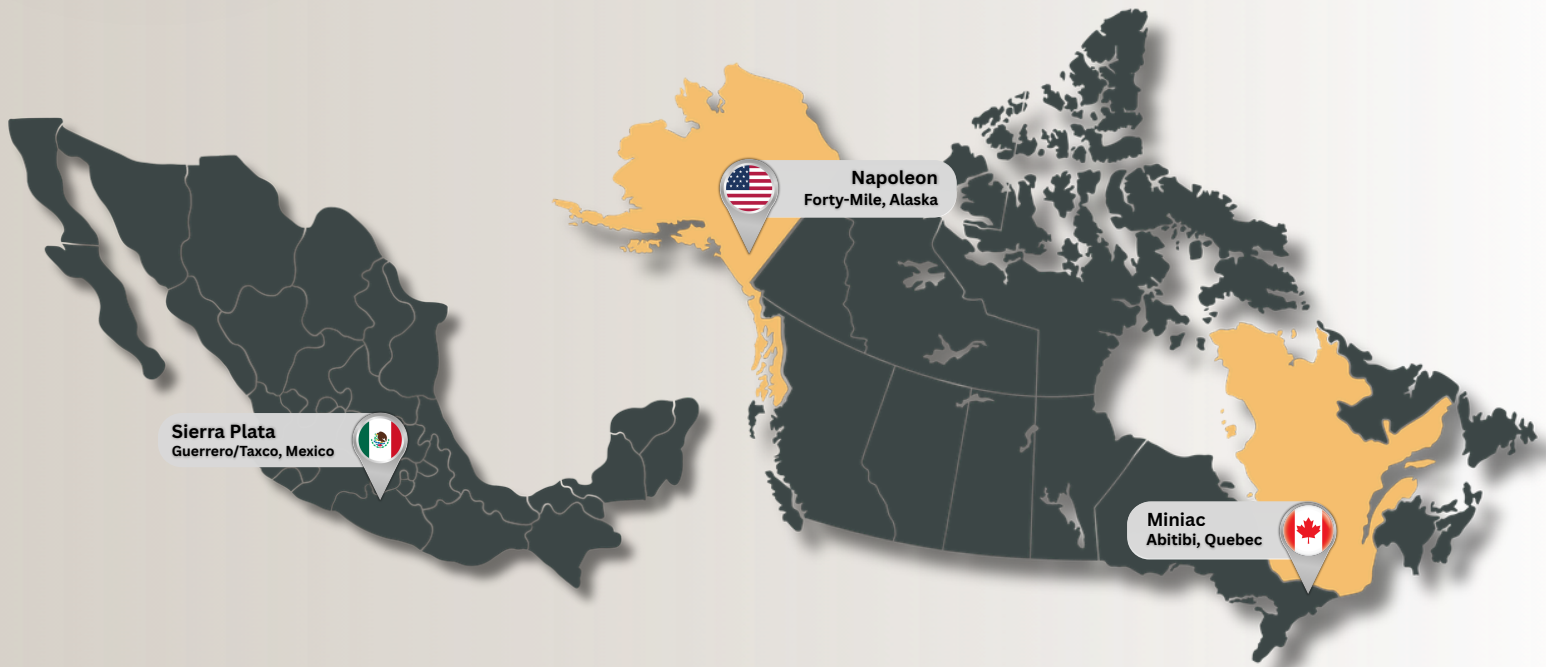 Napoleon
Forty-Mile, Alaska
Sierra Plata
Guerrero/Taxco, Mexico
Miniac
Abitibi, Quebec